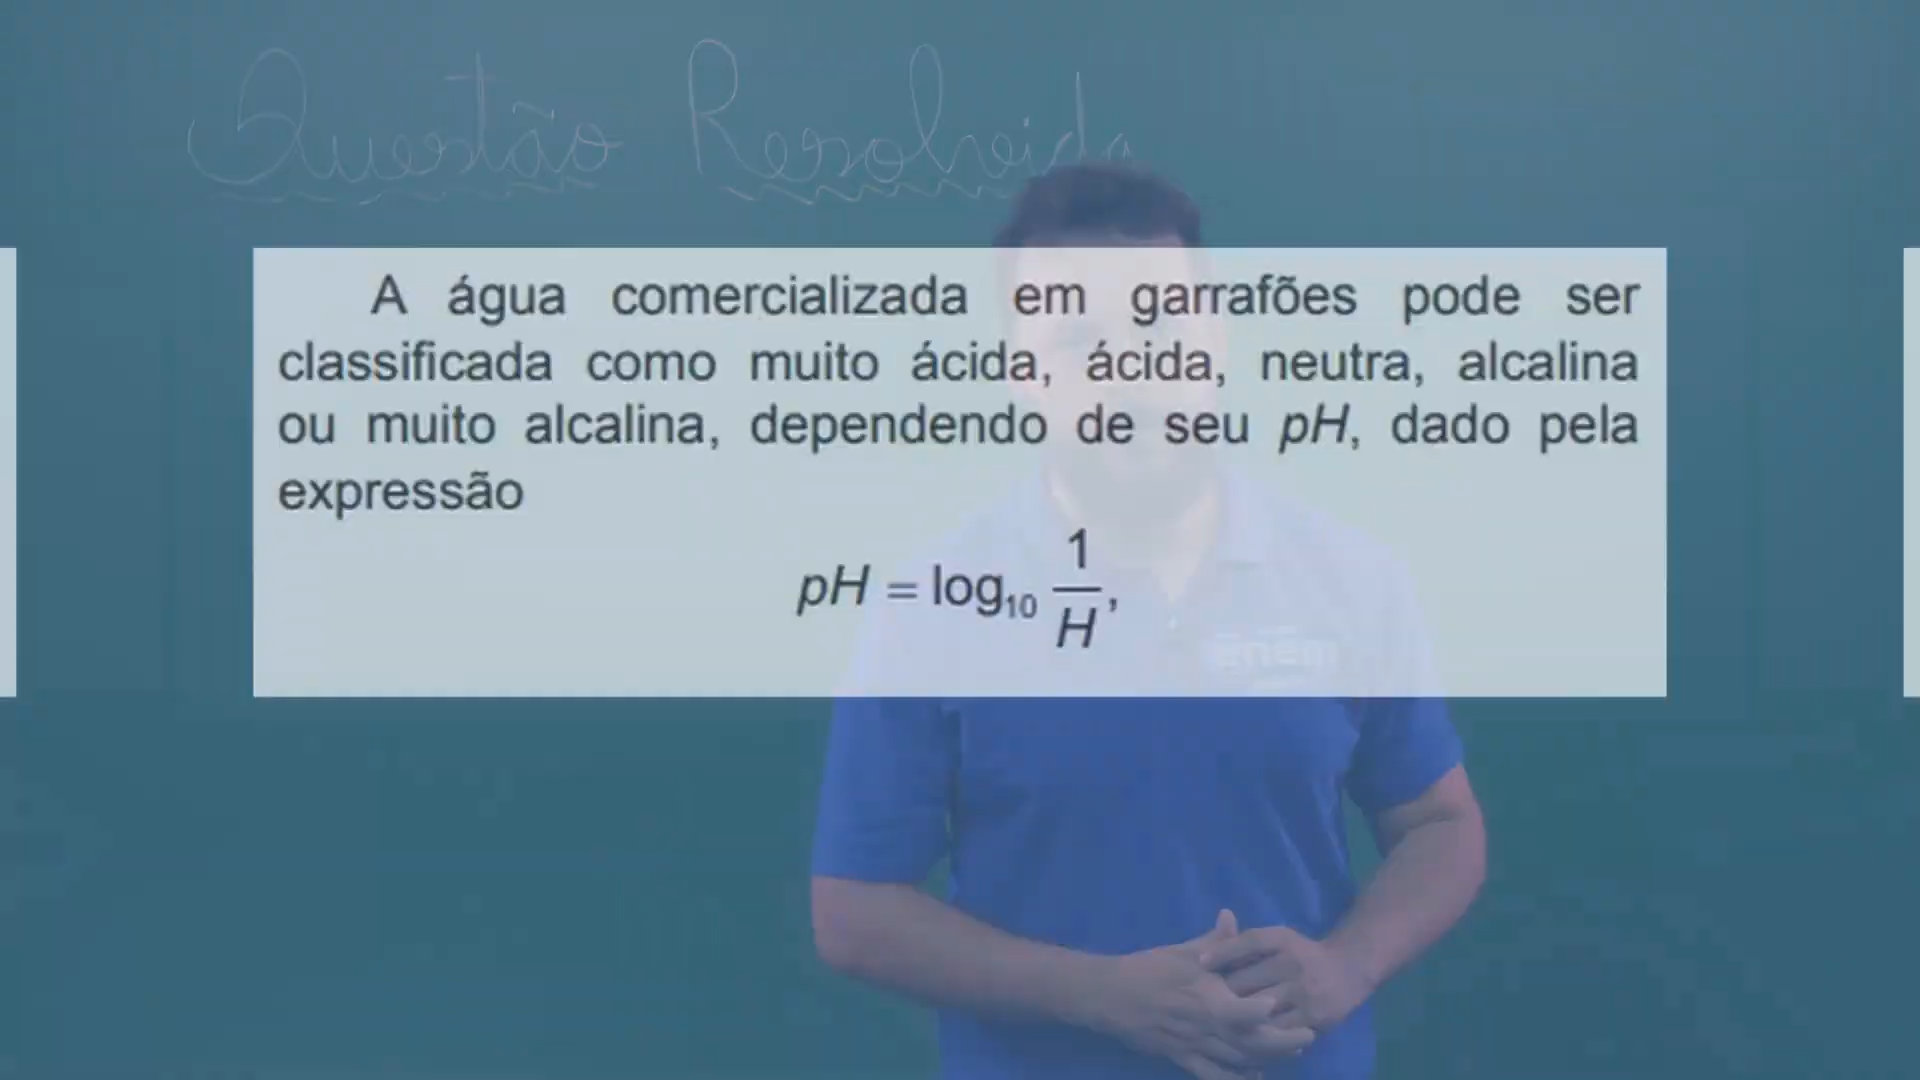 Questão Resolvida
A água comercializada em garrafões pode ser
classificada como muito ácida, ácida, neutra, alcalina
ou muito alcalina, dependendo de seu pH, dado pela
expressão
pH = log₁₀ 1/H,
enem